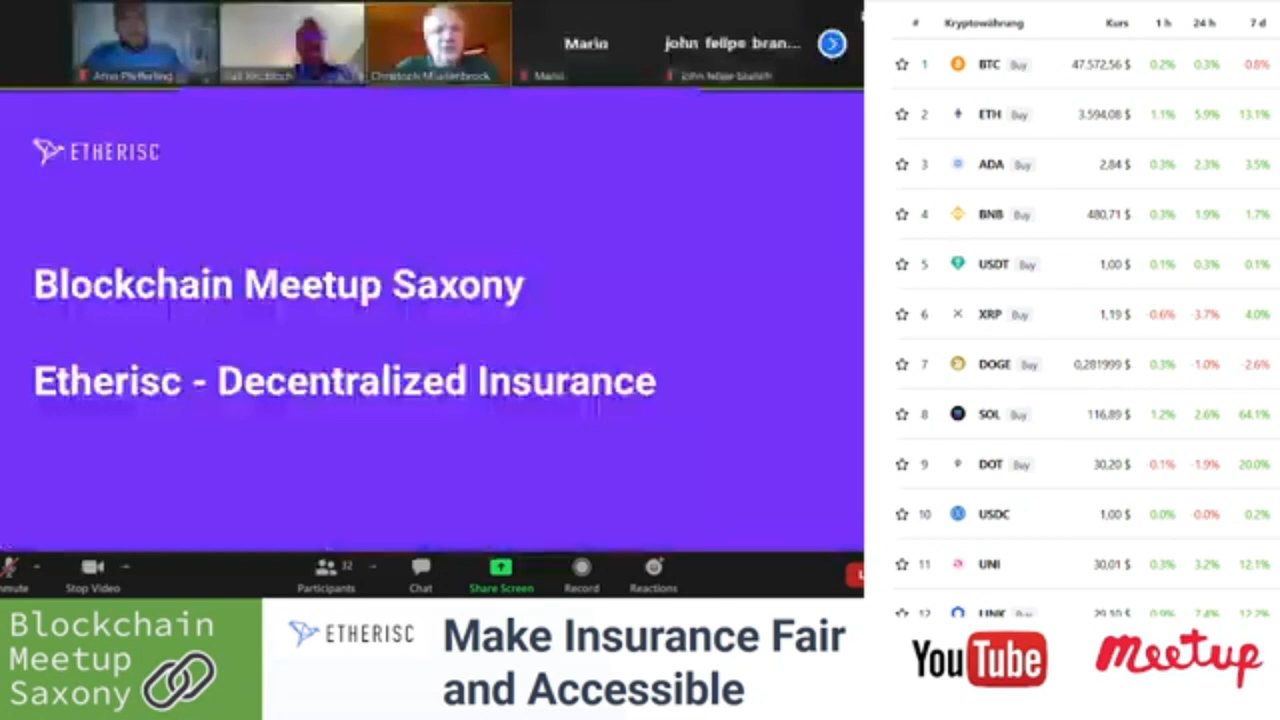 Mario
john felipe bran...
Mario
ETHERISC
Blockchain Meetup Saxony
Etherisc - Decentralized Insurance
Stop Video
Participants
32
Chat
Share Screen
Record
Reactions
Blockchain
Meetup
Saxony
ETHERISC
Make Insurance Fair
and Accessible
# Kryptowährung Kurs 1 h 24 h 7 d
1 BTC Buy 47.572,56 $ 0.2% 0.3% -0.8%
2 ETH Buy 3.594,08 $ 1.1% 5.9% 13.1%
3 ADA Buy 2,84 $ 0.3% 2.3% 3.5%
4 BNB Buy 480,71 $ 0.3% 1.9% 1.7%
5 USDT Buy 1,00 $ 0.1% 0.3% 0.1%
6 XRP Buy 1,19 $ -0.6% -3.7% 4.0%
7 DOGE Buy 0,281999 $ 0.3% -1.0% -2.6%
8 SOL Buy 116,89 $ 1.2% 2.6% 64.1%
9 DOT Buy 30,20 $ -0.1% -1.9% 20.0%
10 USDC 1,00 $ 0.0% -0.0% 0.2%
11 UNI 30,01 $ 0.3% 3.2% 12.1%
12 LINK Buy
YouTube
meetup